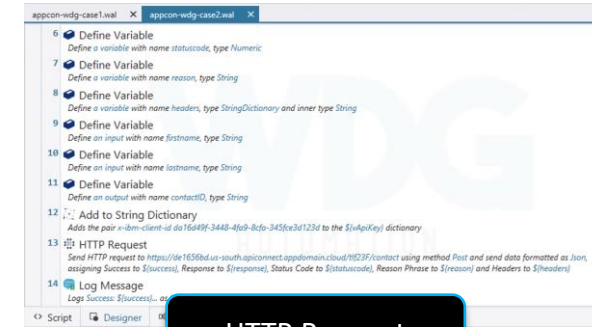 appcon-wdg-case1.wal X appcon-wdg-case2.wal X
6 Define Variable
Define a variable with name statuscode, type Numeric
7 Define Variable
Define a variable with name reason, type String
8 Define Variable
Define a variable with name headers, type StringDictionary and inner type String
9 Define Variable
Define an input with name firstname, type String
10 Define Variable
Define an input with name lastname, type String
11 Define Variable
Define an output with name contactID, type String
12 Add to String Dictionary
Adds the pair x-ibm-client-id da16d49f-3448-4fa9-8cfa-345fce3d123d to the ${vApiKey} dictionary
13 HTTP Request
Send HTTP request to https://de1656bd.us-south.apiconnect.appdomain.cloud/tf23F/contact using method Post and send data formatted as Json,
assigning Success to ${success}, Response to ${response}, Status Code to ${statuscode}, Reason Phrase to ${reason} and Headers to ${headers}
14 Log Message
Logs Success: ${success}... as
Script Designer
WDG
AUTOMATION